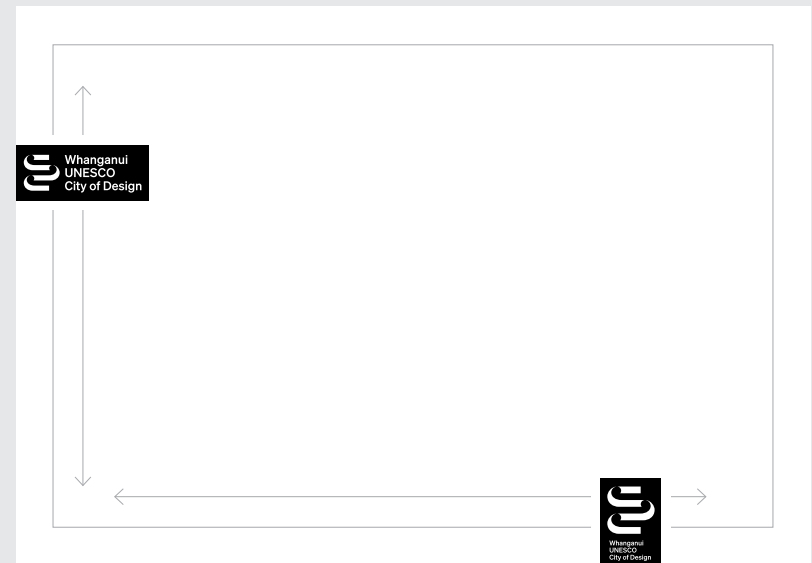 Whanganui
UNESCO
City of Design
Whanganui
UNESCO
City of Design